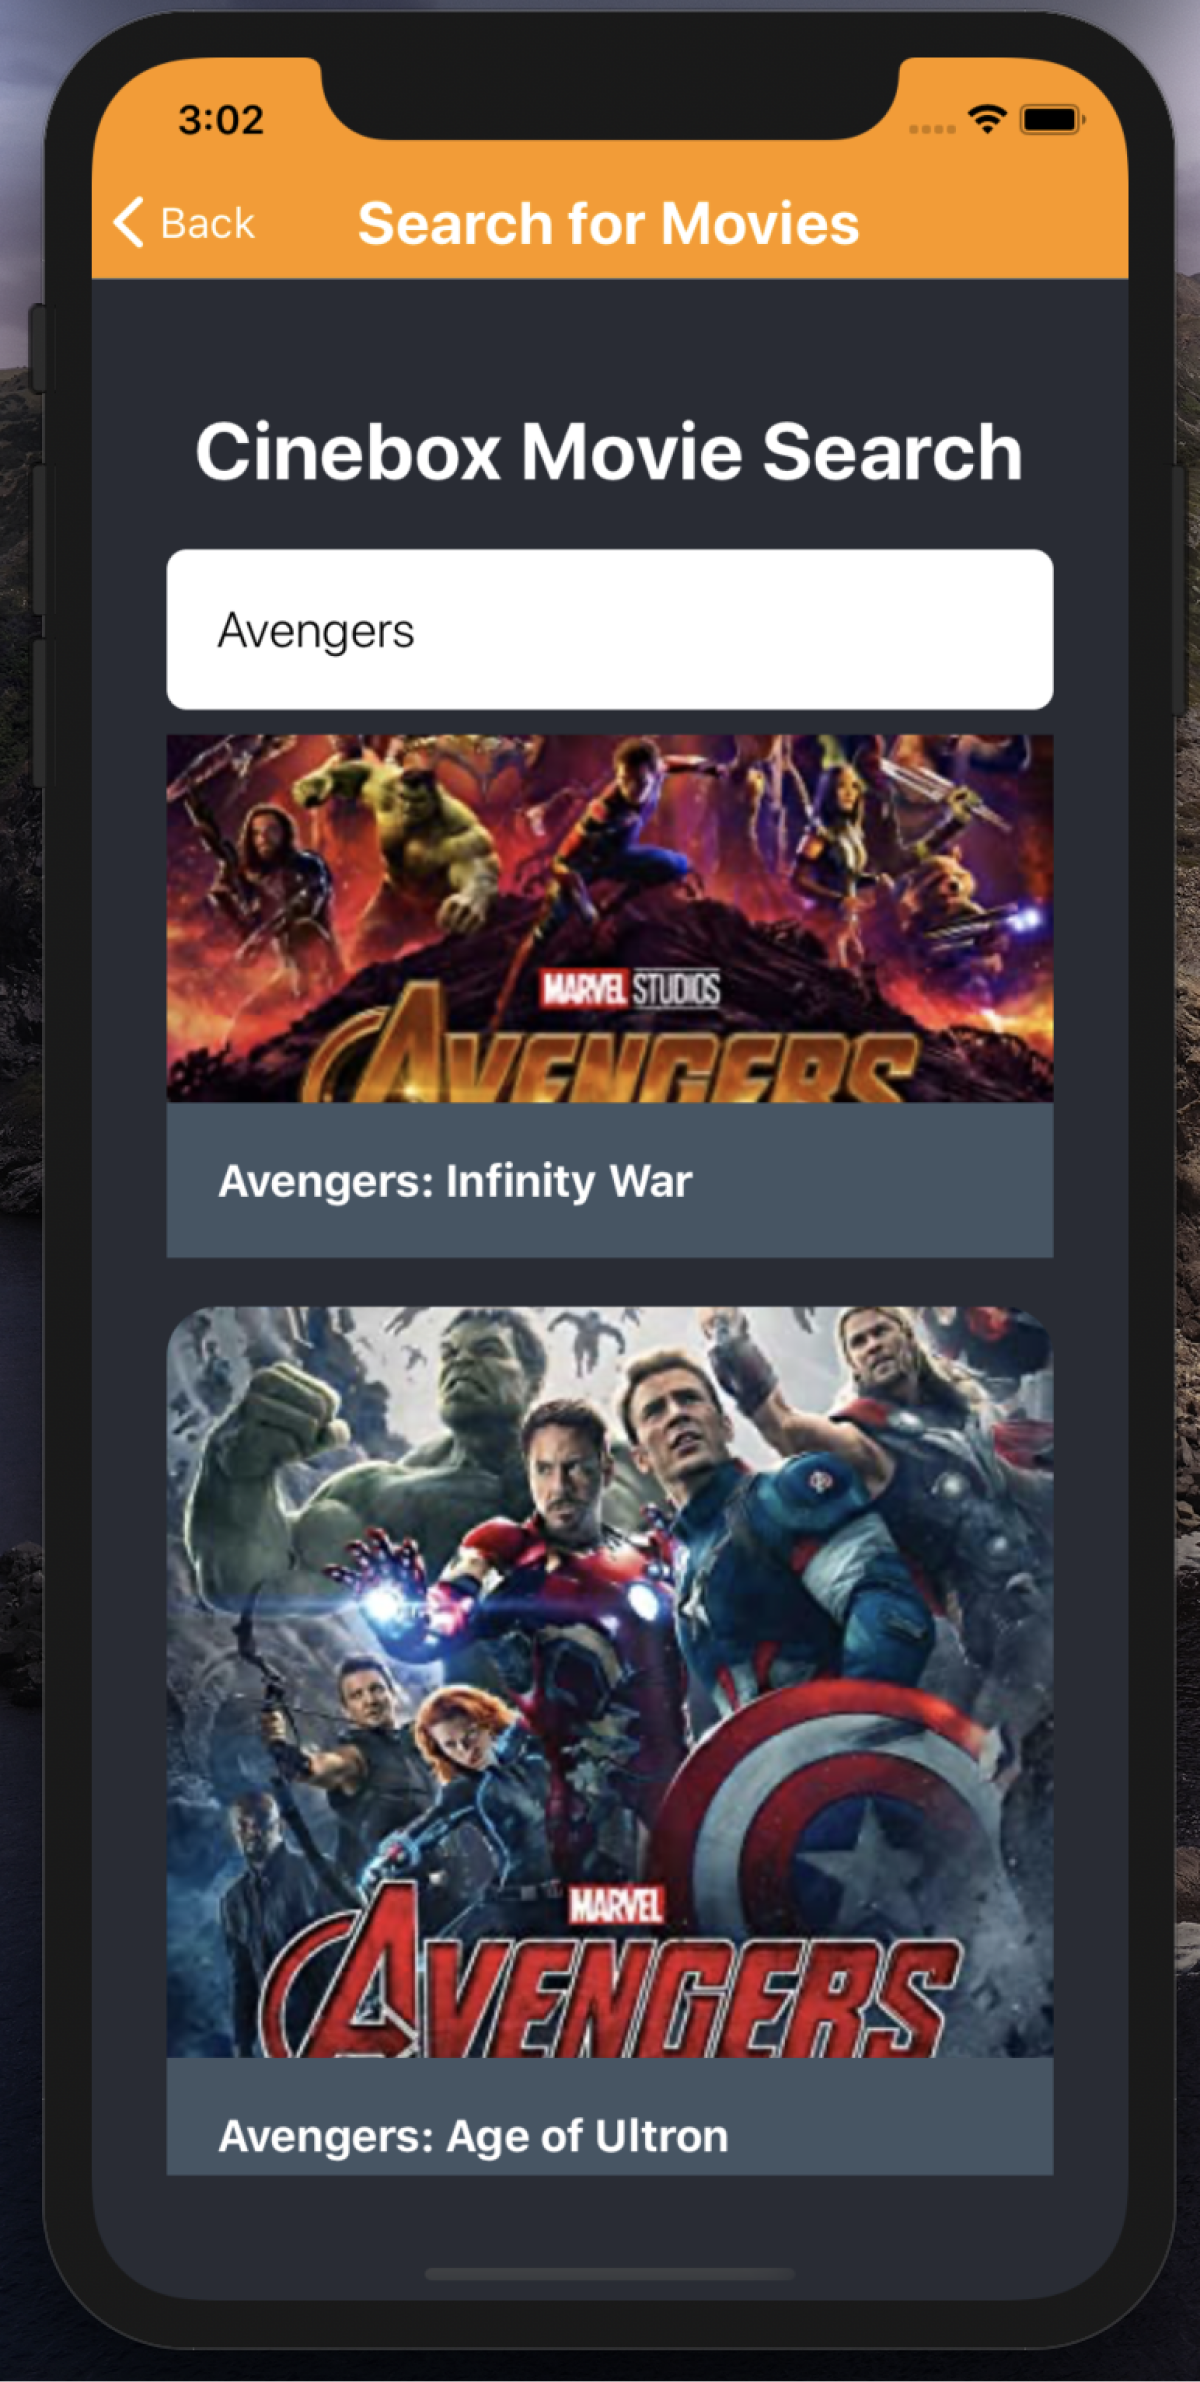 3:02
Back
Search for Movies
Cinebox Movie Search
Avengers
MARVEL STUDIOS
AVENGERS
Avengers: Infinity War
MARVEL
AVENGERS
Avengers: Age of Ultron